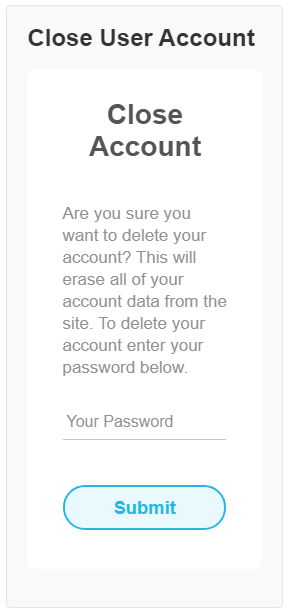 Close User Account
Close
Account
Are you sure you
want to delete your
account? This will
erase all of your
account data from the
site. To delete your
account enter your
password below.
Your Password
Submit